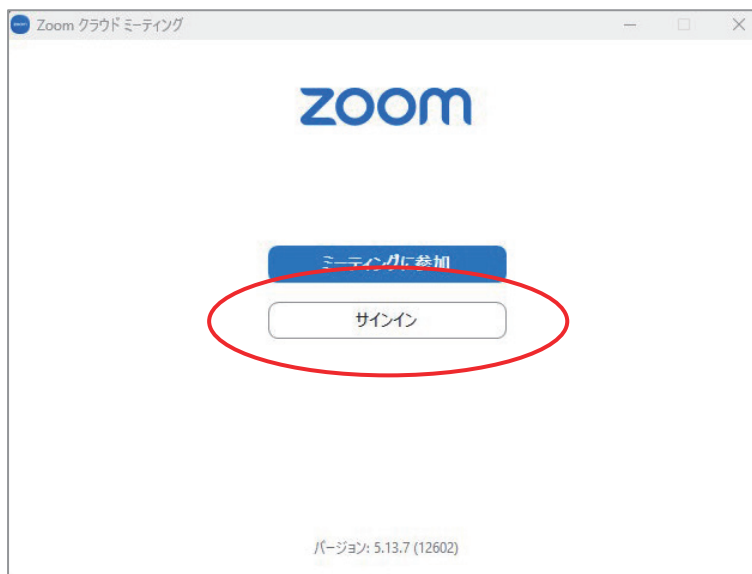 Zoom クラウド ミーティング
zoom
ミーティングに参加
サインイン
バージョン: 5.13.7 (12602)